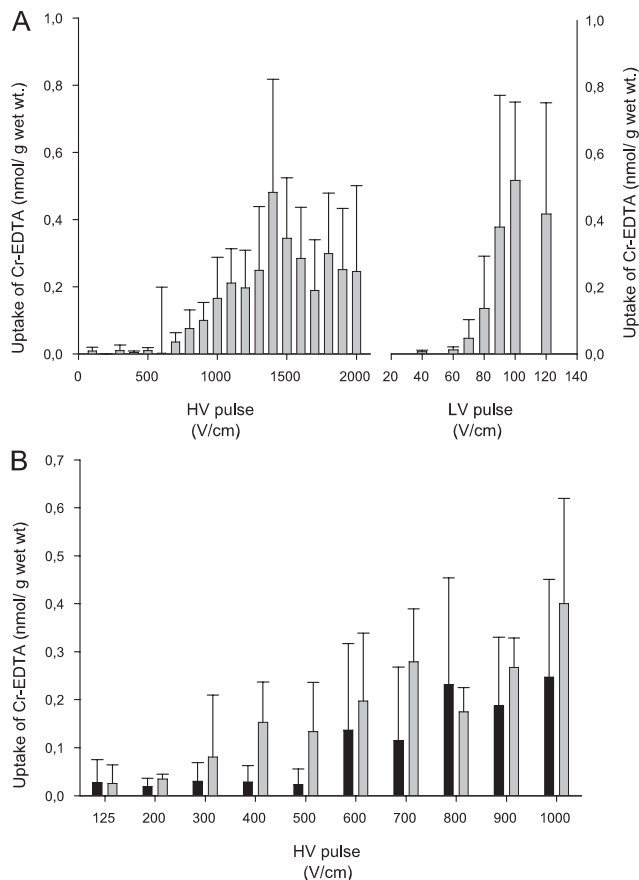 A
Uptake of Cr-EDTA (nmol/ g wet wt.)
1,0
0,8
0,6
0,4
0,2
0,0
0 500 1000 1500 2000
HV pulse
(V/cm)
20 40 60 80 100 120 140
LV pulse
(V/cm)
1,0
0,8
0,6
0,4
0,2
0,0
Uptake of Cr-EDTA (nmol/ g wet wt.)
B
Uptake of Cr-EDTA (nmol/ g wet wt)
0,7
0,6
0,5
0,4
0,3
0,2
0,1
0,0
125 200 300 400 500 600 700 800 900 1000
HV pulse
(V/cm)